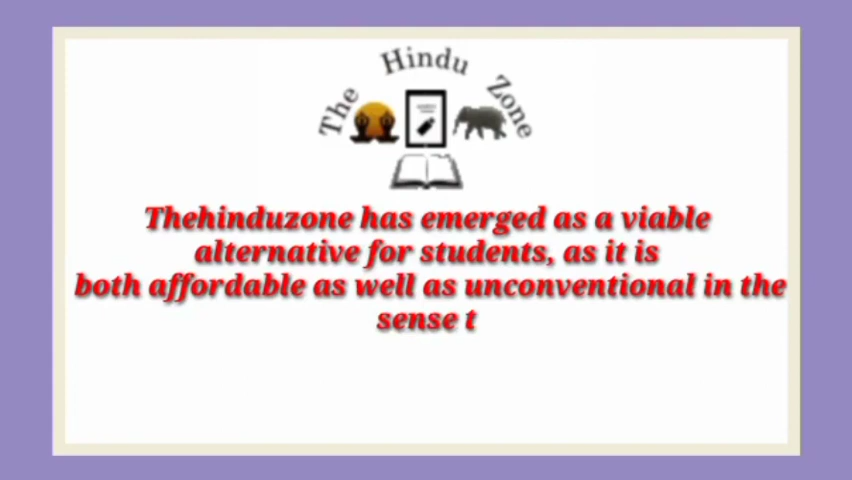 The Hindu Zone
Thehinduzone has emerged as a viable
alternative for students, as it is
both affordable as well as unconventional in the
sense t